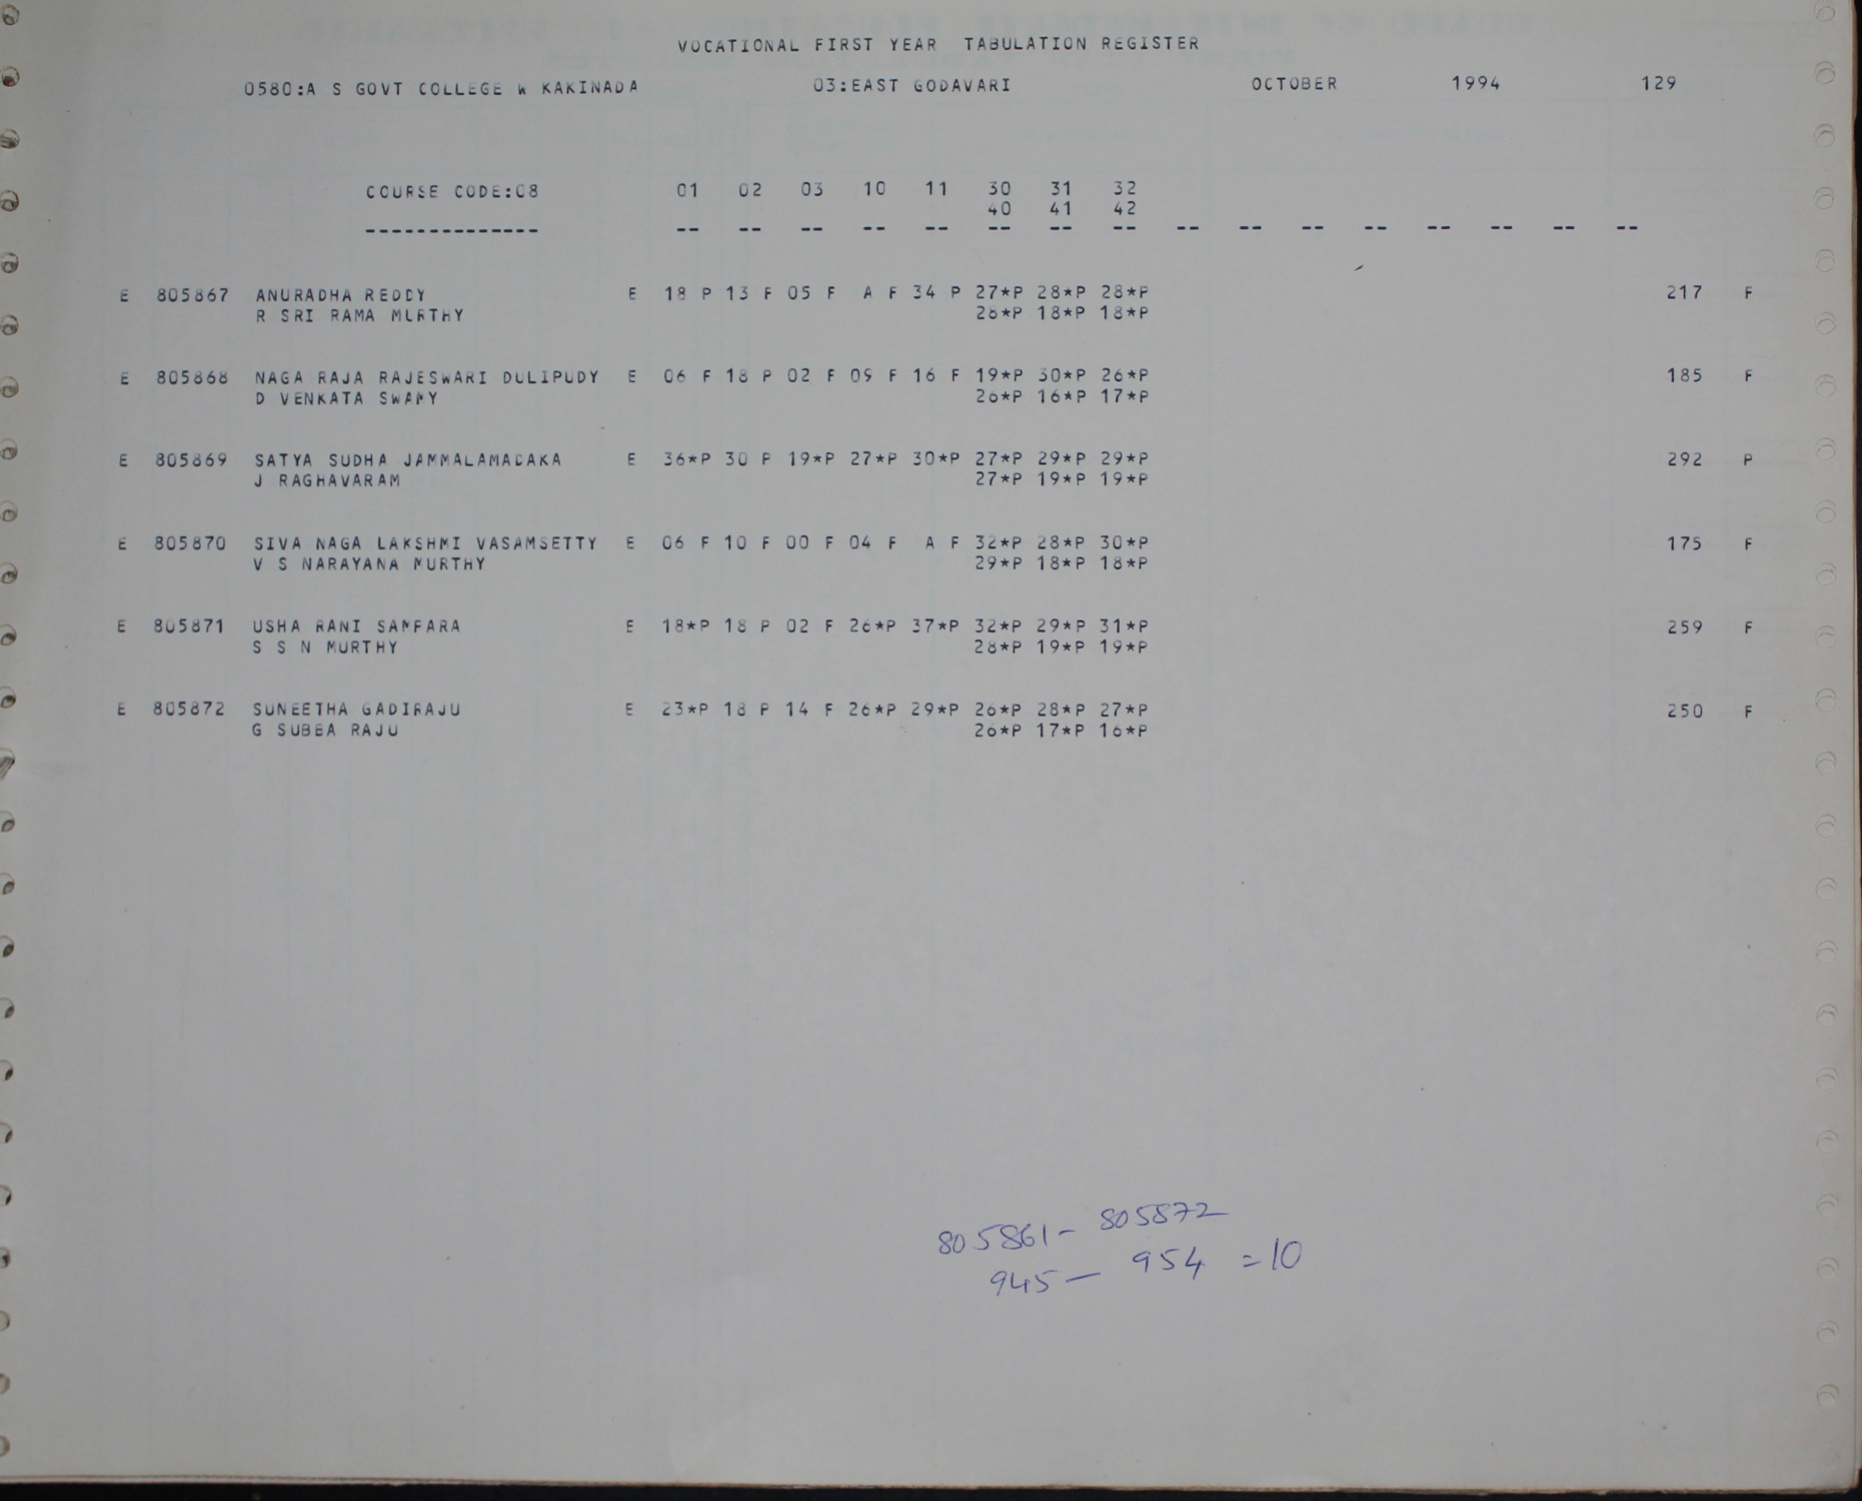 VOCATIONAL FIRST YEAR TABULATION REGISTER
0580:A S GOVT COLLEGE W KAKINADA 03:EAST GODAVARI OCTOBER 1994 129
COURSE CODE:08 01 02 03 10 11 30 31 32
40 41 42
-------------- -- -- -- -- -- -- -- -- -- -- -- -- -- -- -- --
E 805867 ANURADHA REDDY E 18 P 13 F 05 F A F 34 P 27*P 28*P 28*P 217 F
R SRI RAMA MURTHY 26*P 18*P 18*P
E 805868 NAGA RAJA RAJESWARI DULIPUDY E 06 F 18 P 02 F 09 F 16 F 19*P 30*P 26*P 185 F
D VENKATA SWAMY 26*P 16*P 17*P
E 805869 SATYA SUDHA JAMMALAMADAKA E 36*P 30 P 19*P 27*P 30*P 27*P 29*P 29*P 292 P
J RAGHAVARAM 27*P 19*P 19*P
E 805870 SIVA NAGA LAKSHMI VASAMSETTY E 06 F 10 F 00 F 04 F A F 32*P 28*P 30*P 175 F
V S NARAYANA MURTHY 29*P 18*P 18*P
E 805871 USHA RANI SAMPARA E 18*P 18 P 02 F 26*P 37*P 32*P 29*P 31*P 259 F
S S N MURTHY 28*P 19*P 19*P
E 805872 SUNEETHA GADIRAJU E 23*P 18 P 14 F 26*P 29*P 26*P 28*P 27*P 250 F
G SUBBA RAJU 26*P 17*P 16*P
805861- 805872
945- 954 =10